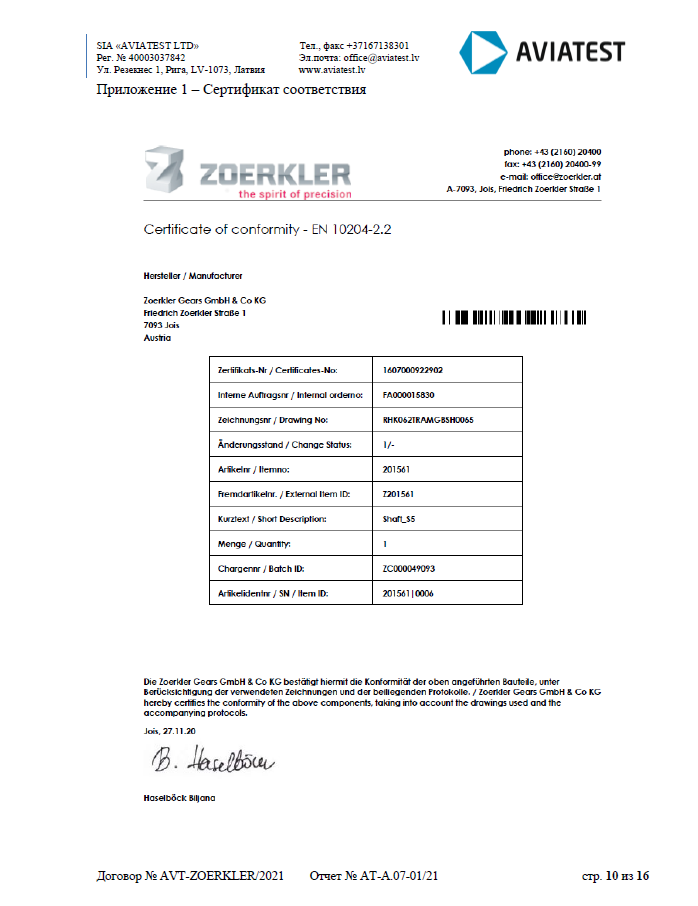 SIA «AVIATEST LTD»
Рег. № 40003037842
Ул. Резекнес 1, Рига, LV-1073, Латвия
Тел., факс +37167138301
Эл.почта: office@aviatest.lv
www.aviatest.lv
AVIATEST
Приложение 1 – Сертификат соответствия
ZOERKLER
the spirit of precision
phone: +43 (2160) 20400
fax: +43 (2160) 20400-99
e-mail: office@zoerkler.at
A-7093, Jois, Friedrich Zoerkler Straße 1
Certificate of conformity - EN 10204-2.2
Hersteller / Manufacturer
Zoerkler Gears GmbH & Co KG
Friedrich Zoerkler Straße 1
7093 Jois
Austria
Zertifikats-Nr / Certificates-No: 1607000922902
Interne Auftragsnr / Internal orderno: FA000015830
Zeichnungsnr / Drawing No: RHK062TRAMGBSH0065
Änderungsstand / Change Status: 1/-
Artikelnr / Itemno: 201561
Fremdartikelnr. / External Item ID: Z201561
Kurztext / Short Description: Shaft_S5
Menge / Quantity: 1
Chargennr / Batch ID: ZC000049093
Artikelidentnr / SN / Item ID: 201561|0006
Die Zoerkler Gears GmbH & Co KG bestätigt hiermit die Konformität der oben angeführten Bauteile, unter
Berücksichtigung der verwendeten Zeichnungen und der beiliegenden Protokolle. / Zoerkler Gears GmbH & Co KG
hereby certifies the conformity of the above components, taking into account the drawings used and the
accompanying protocols.
Jois, 27.11.20
B. Haselböck
Haselböck Biljana
Договор № AVT-ZOERKLER/2021
Отчет № AT-A.07-01/21
стр. 10 из 16